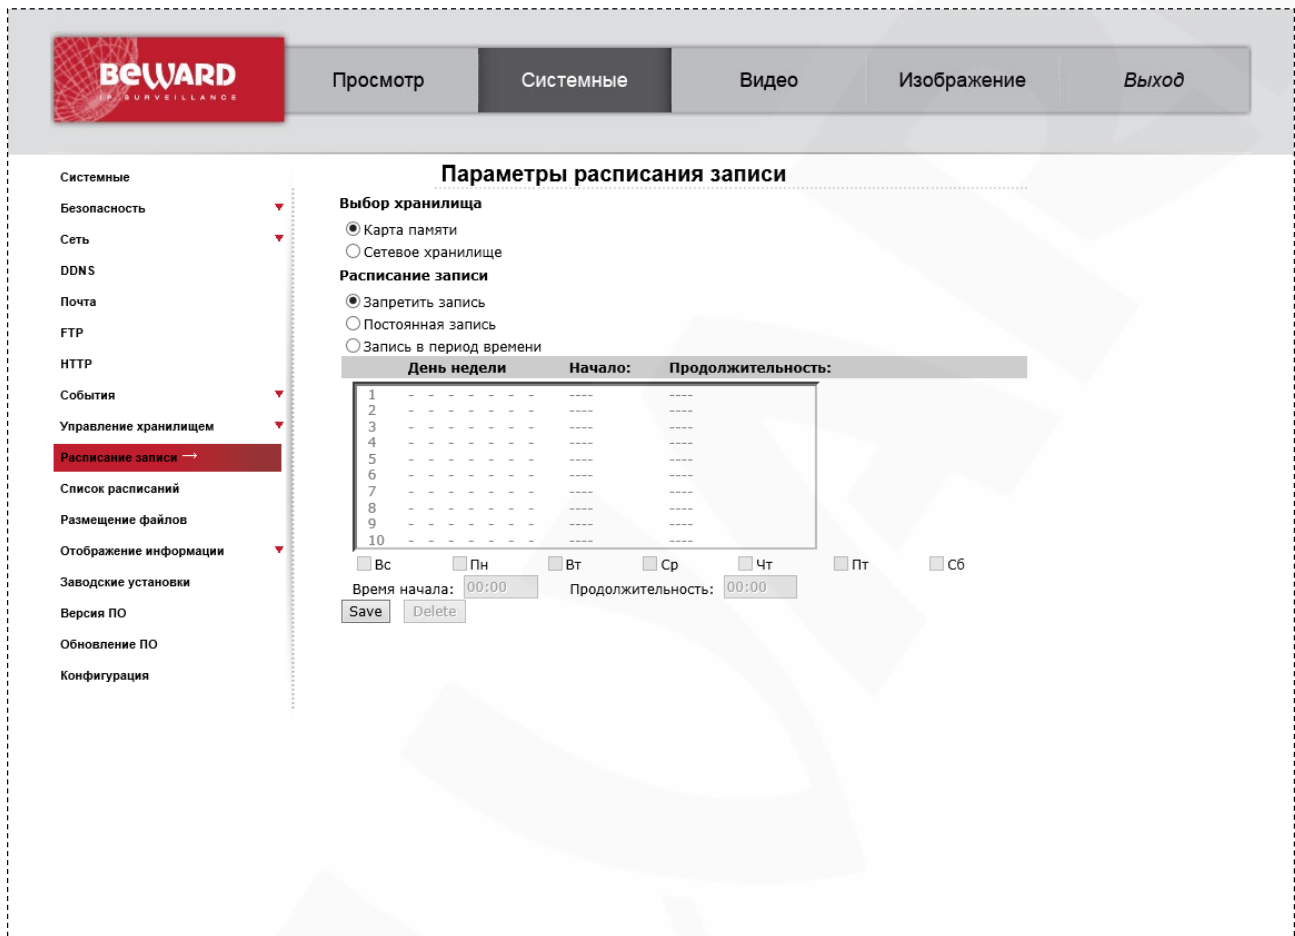 BEWARD
IP SURVEILLANCE
Просмотр Системные Видео Изображение Выход
Системные
Безопасность
Сеть
DDNS
Почта
FTP
HTTP
События
Управление хранилищем
Расписание записи →
Список расписаний
Размещение файлов
Отображение информации
Заводские установки
Версия ПО
Обновление ПО
Конфигурация
Параметры расписания записи
Выбор хранилища
Карта памяти
Сетевое хранилище
Расписание записи
Запретить запись
Постоянная запись
Запись в период времени
День недели Начало: Продолжительность:
1 - - - - - - - ---- ----
2 - - - - - - - ---- ----
3 - - - - - - - ---- ----
4 - - - - - - - ---- ----
5 - - - - - - - ---- ----
6 - - - - - - - ---- ----
7 - - - - - - - ---- ----
8 - - - - - - - ---- ----
9 - - - - - - - ---- ----
10 - - - - - - - ---- ----
Вс Пн Вт Ср Чт Пт Сб
Время начала: 00:00 Продолжительность: 00:00
Save Delete